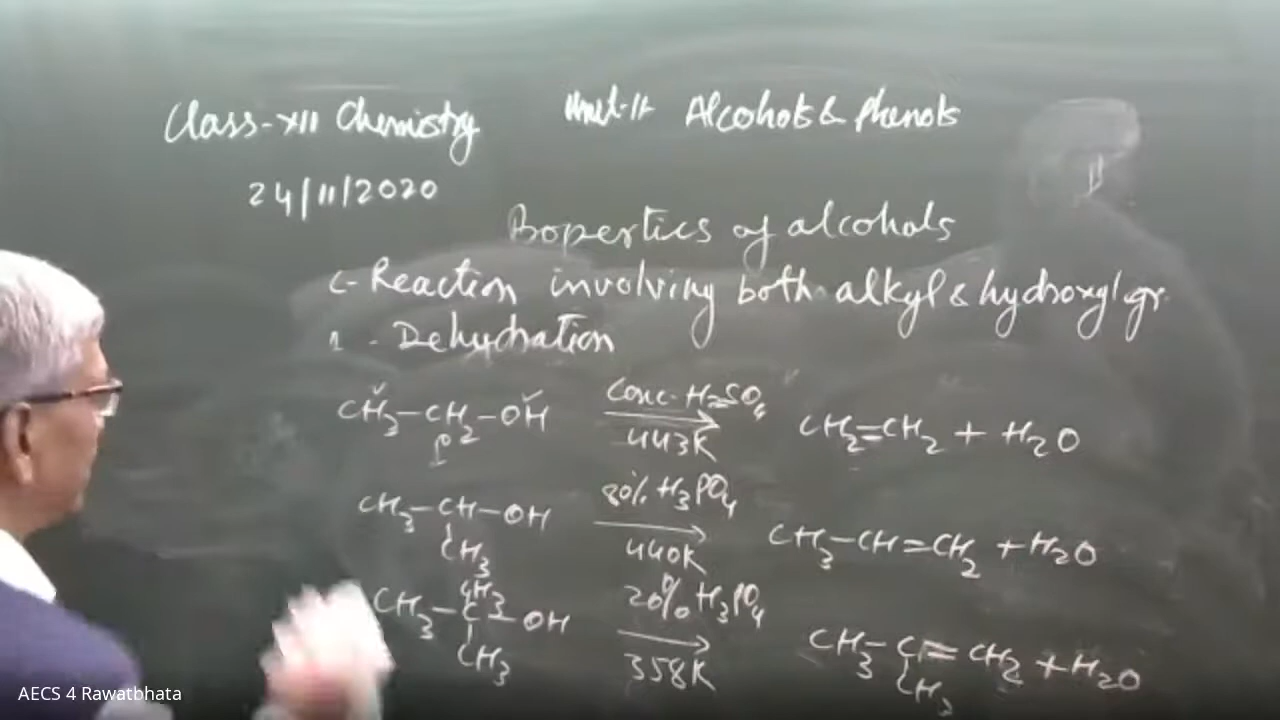 Class-XII Chemistry Unit-11 Alcohols & Phenols
24/11/2020
Properties of alcohols
C- Reaction involving both alkyl & hydroxyl gr.
1 - Dehydration
CH3-CH2-OH Conc-H2SO4 443K CH2=CH2 + H2O
CH3-CH-OH 80% H3PO4 440K CH3-CH=CH2 + H2O
CH3
CH3
CH3-C-OH 20% H3PO4 358K CH3-C=CH2 + H2O
CH3 CH3
AECS 4 Rawatbhata